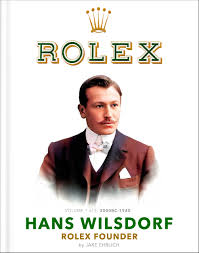 ROLEX
HANS WILSDORF
ROLEX FOUNDER
by JAKE EHRLICH